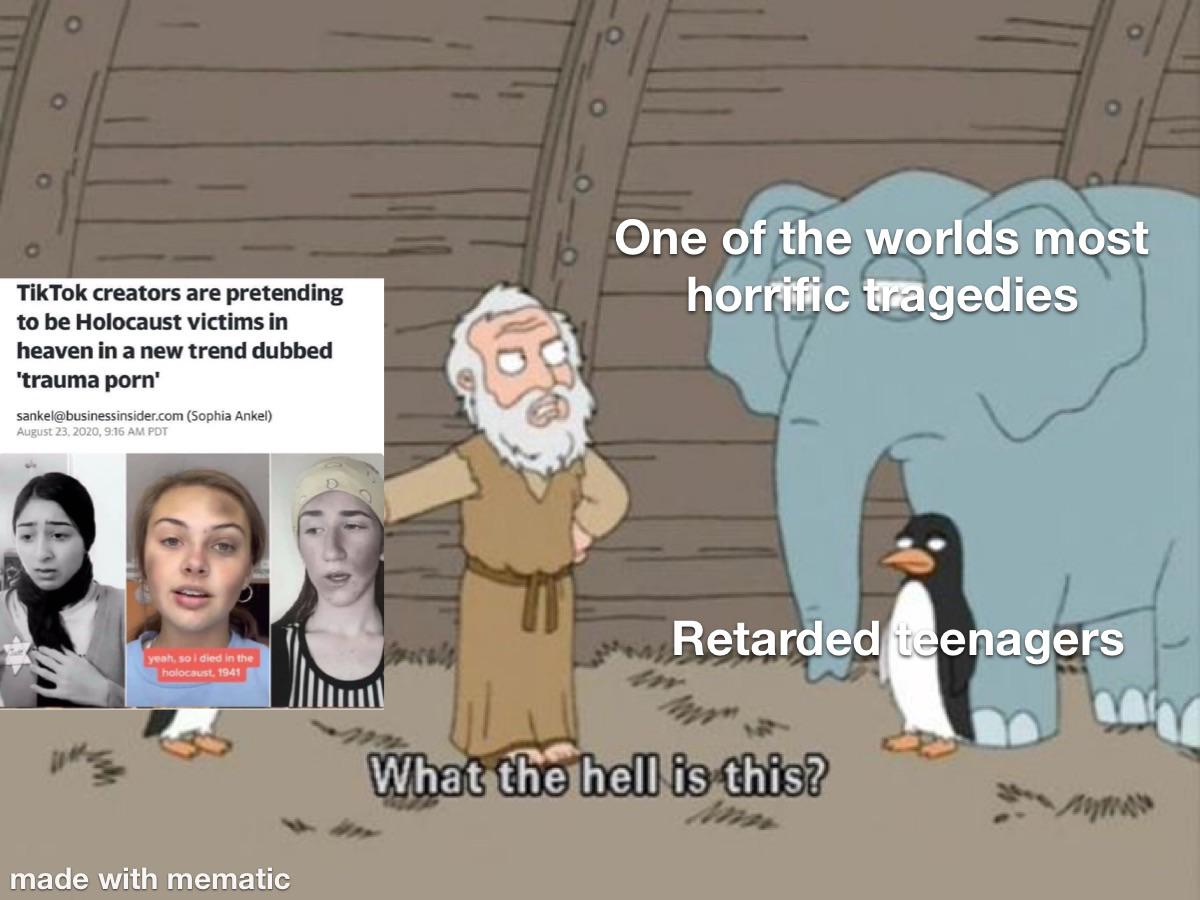 One of the worlds most
horrific tragedies
TikTok creators are pretending
to be Holocaust victims in
heaven in a new trend dubbed
'trauma porn'
sankel@businessinsider.com (Sophia Ankel)
August 23, 2020, 9:16 AM PDT
yeah, so i died in the
holocaust, 1941
Retarded teenagers
What the hell is this?
made with mematic